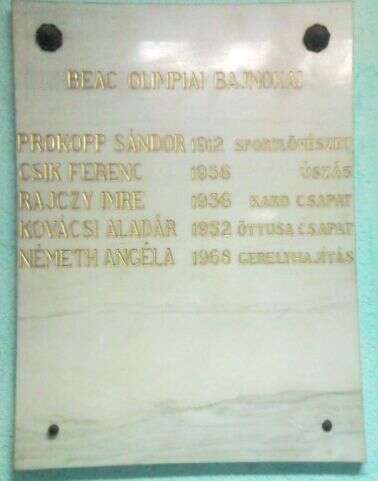 BEAC OLIMPIAI BAJNOKAI
PROKOPP SÁNDOR 1912 SPORTLÖVÉSZET
CSIK FERENC 1936 ÚSZÁS
RAJCZY IMRE 1936 KARD CSAPAT
KOVÁCSI ALADÁR 1952 ÖTTUSA CSAPAT
NÉMETH ANGÉLA 1968 GERELYHAJÍTÁS